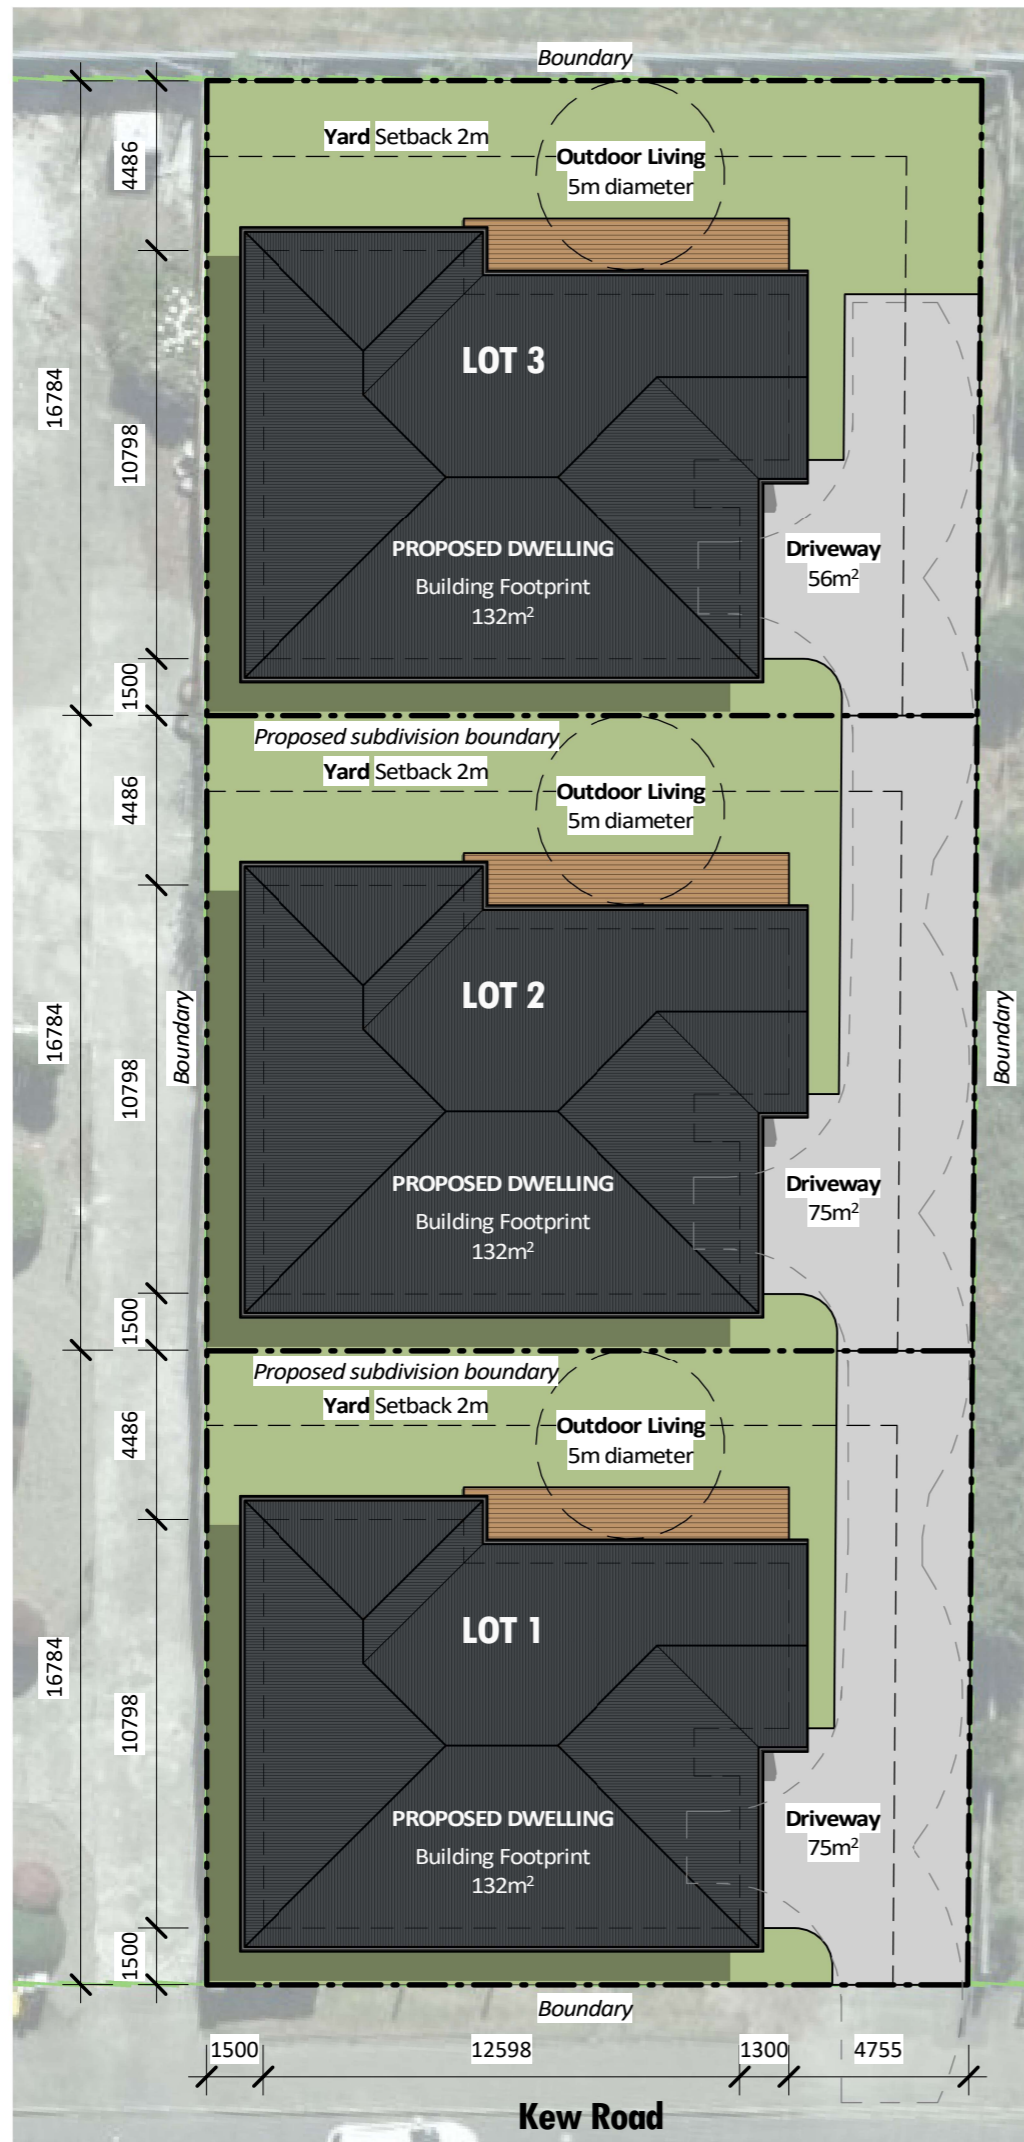 Boundary
Yard Setback 2m
Outdoor Living
5m diameter
4486
LOT 3
16784
10798
PROPOSED DWELLING
Building Footprint
132m²
Driveway
56m²
1500
Proposed subdivision boundary
Yard Setback 2m
Outdoor Living
5m diameter
4486
LOT 2
Boundary
Boundary
16784
10798
PROPOSED DWELLING
Building Footprint
132m²
Driveway
75m²
1500
Proposed subdivision boundary
Yard Setback 2m
Outdoor Living
5m diameter
4486
LOT 1
16784
10798
PROPOSED DWELLING
Building Footprint
132m²
Driveway
75m²
1500
Boundary
1500 12598 1300 4755
Kew Road